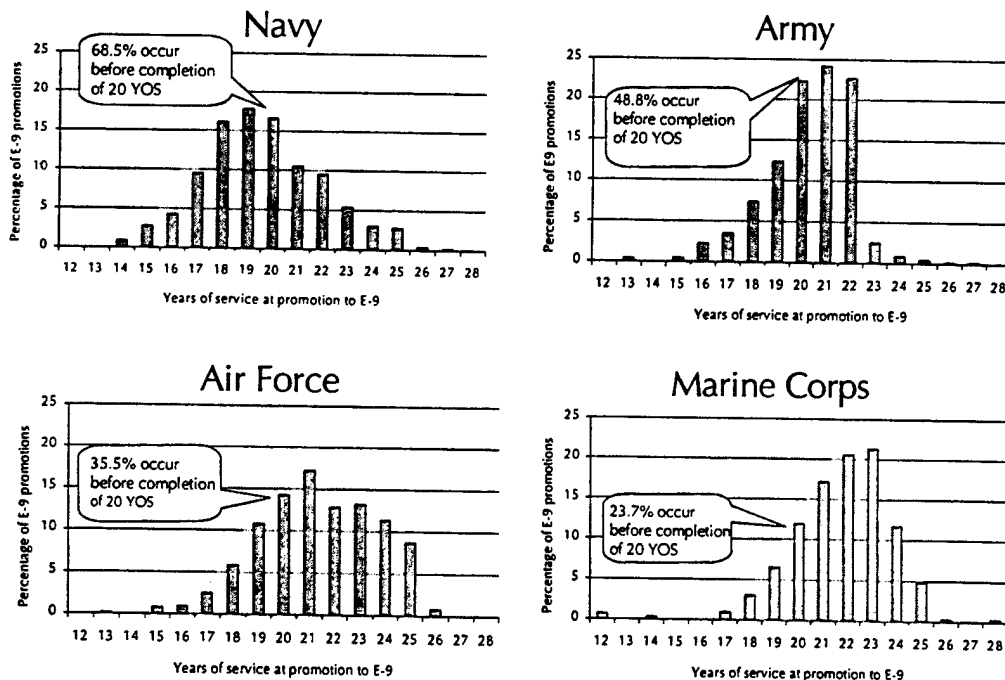 Navy
Percentage of E-9 promotions
25
20
15
10
5
0
68.5% occur
before completion
of 20 YOS
12 13 14 15 16 17 18 19 20 21 22 23 24 25 26 27 28
Years of service at promotion to E-9
Army
Percentage of E9 promotions
25
20
15
10
5
0
48.8% occur
before completion
of 20 YOS
12 13 14 15 16 17 18 19 20 21 22 23 24 25 26 27 28
Years of service at promotion to E-9
Air Force
Percentage of E-9 promotions
25
20
15
10
5
0
35.5% occur
before completion
of 20 YOS
12 13 14 15 16 17 18 19 20 21 22 23 24 25 26 27 28
Years of service at promotion to E-9
Marine Corps
Percentage of E-9 promotions
25
20
15
10
5
0
23.7% occur
before completion
of 20 YOS
12 13 14 15 16 17 18 19 20 21 22 23 24 25 26 27 28
Years of service at promotion to E-9